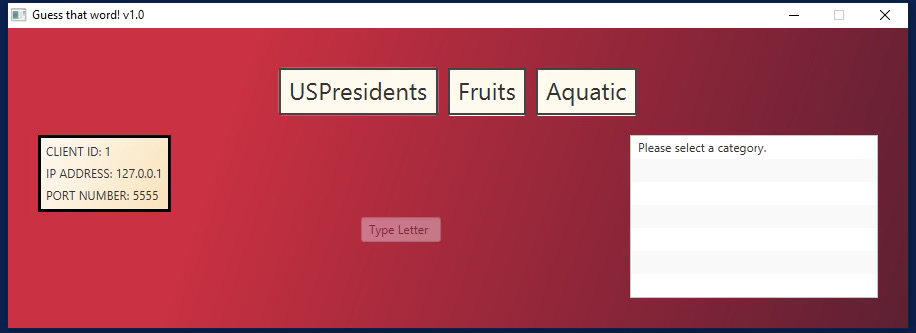 Guess that word! v1.0
USPresidents
Fruits
Aquatic
CLIENT ID: 1
IP ADDRESS: 127.0.0.1
PORT NUMBER: 5555
Please select a category.
Type Letter